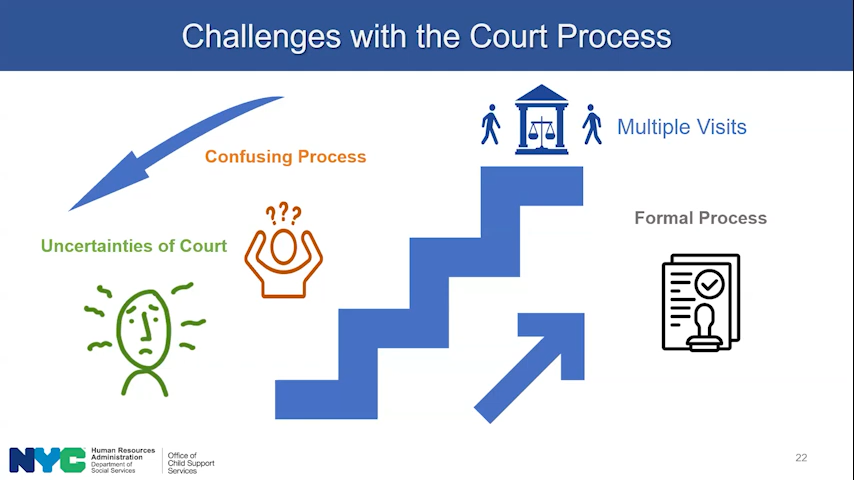 Challenges with the Court Process
Multiple Visits
Confusing Process
Formal Process
Uncertainties of Court
???
NYC
Human Resources
Administration
Department of
Social Services
Office of
Child Support
Services
22